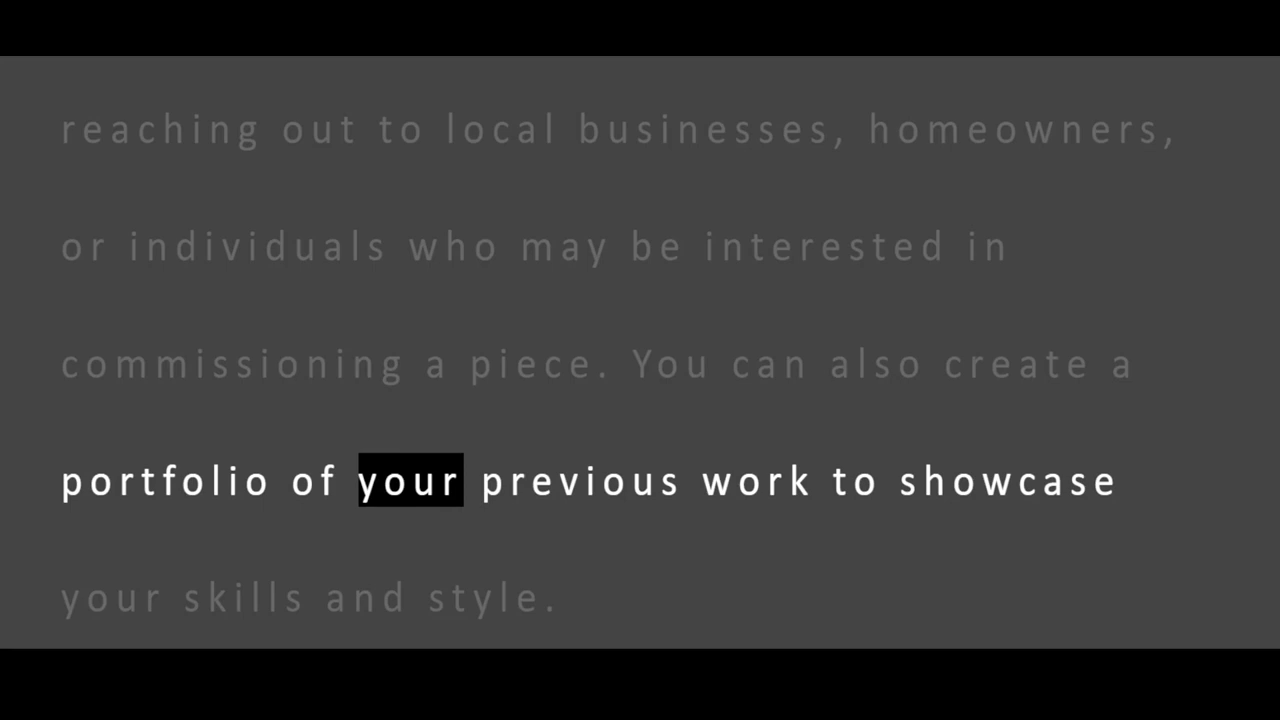 reaching out to local businesses, homeowners,
or individuals who may be interested in
commissioning a piece. You can also create a
portfolio of your previous work to showcase
your skills and style.